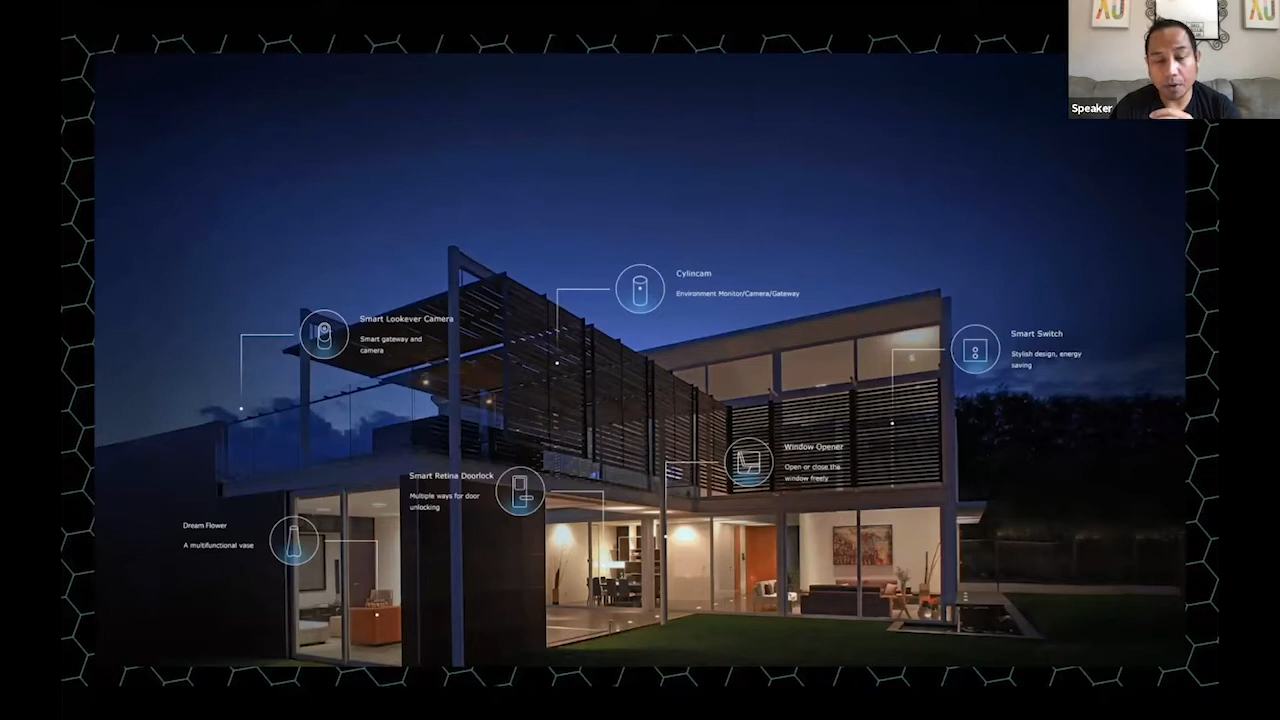 Speaker
Cylincam
Environment Monitor/Camera/Gateway
Smart Lookever Camera
Smart gateway and
camera
Smart Switch
Stylish design, energy
saving
Window Opener
Open or close the
window freely
Smart Retina Doorlock
Multiple ways for door
unlocking
Dream Flower
A multifunctional vase